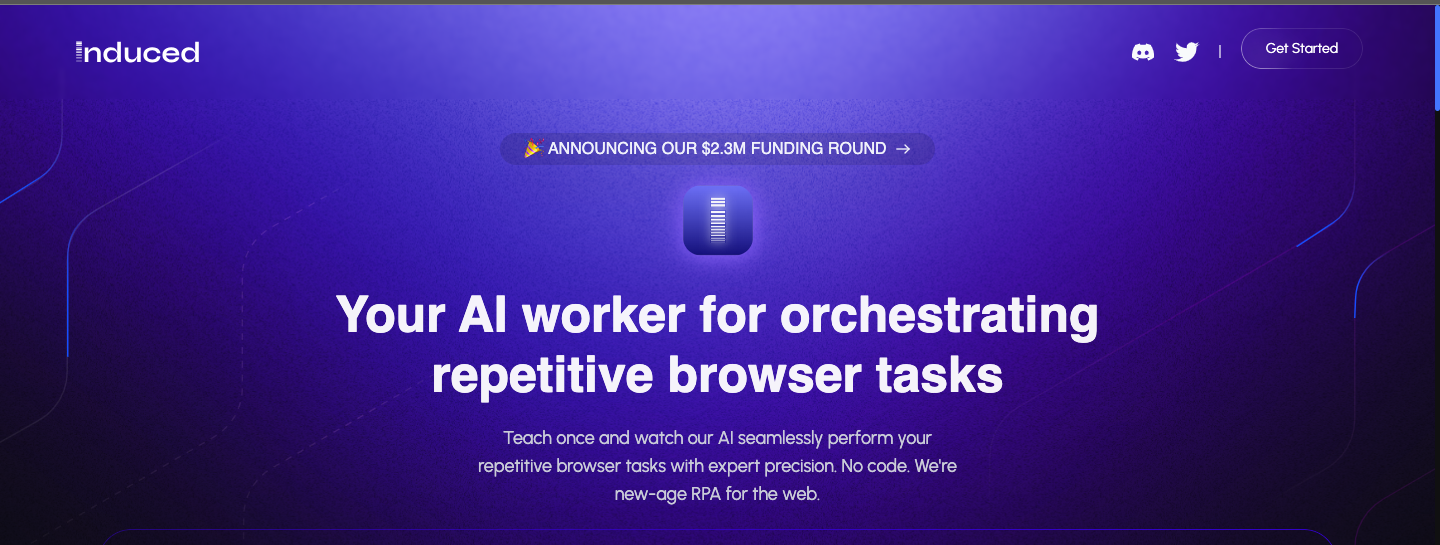 Induced
|
Get Started
🎉 ANNOUNCING OUR $2.3M FUNDING ROUND →
Your AI worker for orchestrating
repetitive browser tasks
Teach once and watch our AI seamlessly perform your
repetitive browser tasks with expert precision. No code. We're
new-age RPA for the web.